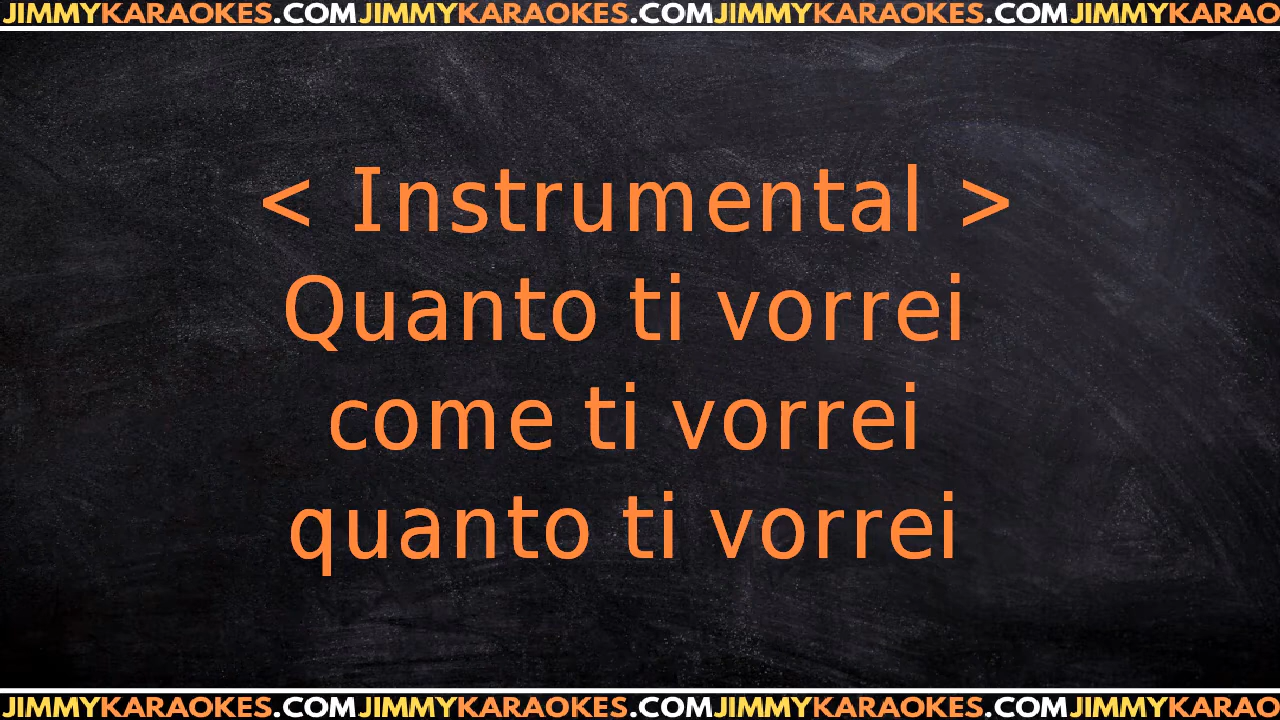 JIMMYKARAOKES.COMJIMMYKARAOKES.COMJIMMYKARAOKES.COMJIMMYKARAO
< Instrumental >
Quanto ti vorrei
come ti vorrei
quanto ti vorrei
JIMMYKARAOKES.COMJIMMYKARAOKES.COMJIMMYKARAOKES.COMJIMMYKARAO